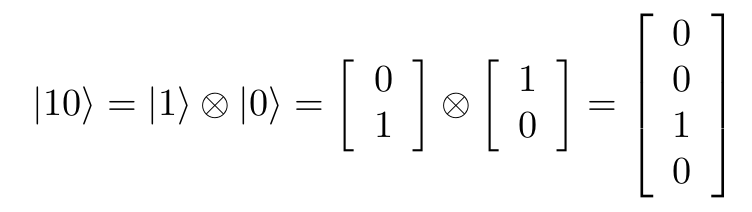 |10⟩ = |1⟩ ⊗ |0⟩ = [ 0 1 ] ⊗ [ 1 0 ] = [ 0 0 1 0 ]